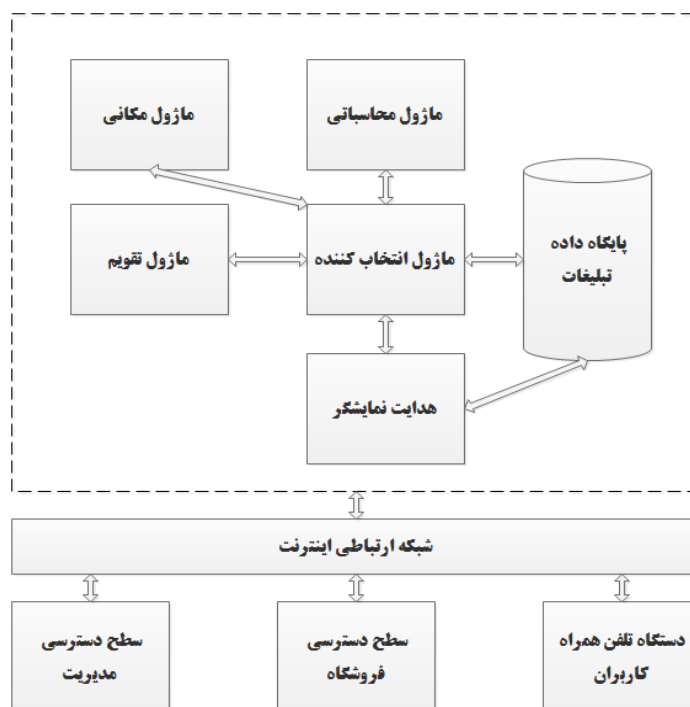 ماژول محاسباتی
ماژول مکانی
پایگاه داده
تبلیغات
ماژول انتخاب کننده
ماژول تقویم
هدایت نمایشگر
شبکه ارتباطی اینترنت
دستگاه تلفن همراه
کاربران
سطح دسترسی
فروشگاه
سطح دسترسی
مدیریت